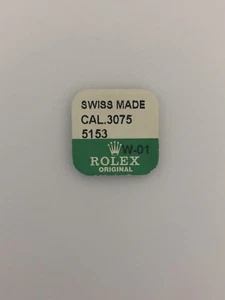 SWISS MADE
CAL.3075
5153
W-01
ROLEX
ORIGINAL